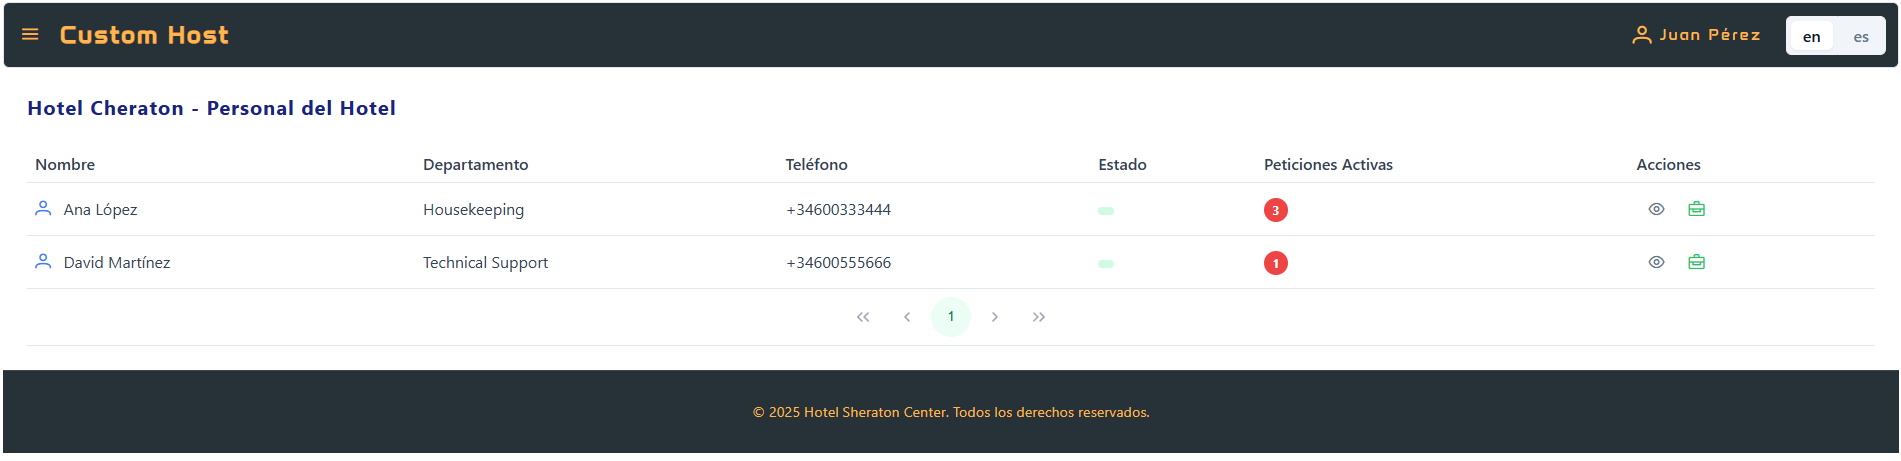 Custom Host
Juan Pérez
en es
Hotel Cheraton - Personal del Hotel
Nombre Departamento Teléfono Estado Peticiones Activas Acciones
Ana López Housekeeping +34600333444 3
David Martínez Technical Support +34600555666 1
1
© 2025 Hotel Sheraton Center. Todos los derechos reservados.